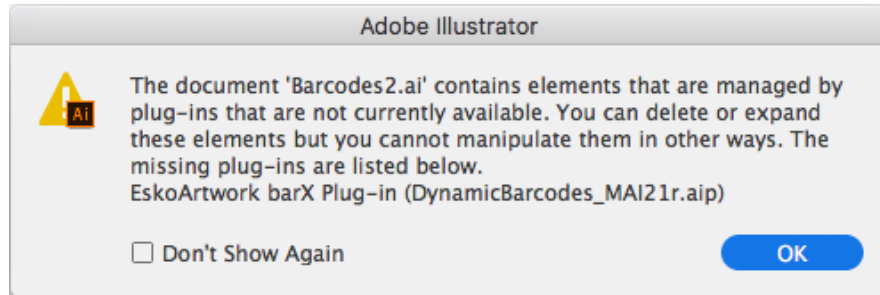 Adobe Illustrator
The document 'Barcodes2.ai' contains elements that are managed by
plug-ins that are not currently available. You can delete or expand
these elements but you cannot manipulate them in other ways. The
missing plug-ins are listed below.
EskoArtwork barX Plug-in (DynamicBarcodes_MAI21r.aip)
Ai
Don't Show Again
OK